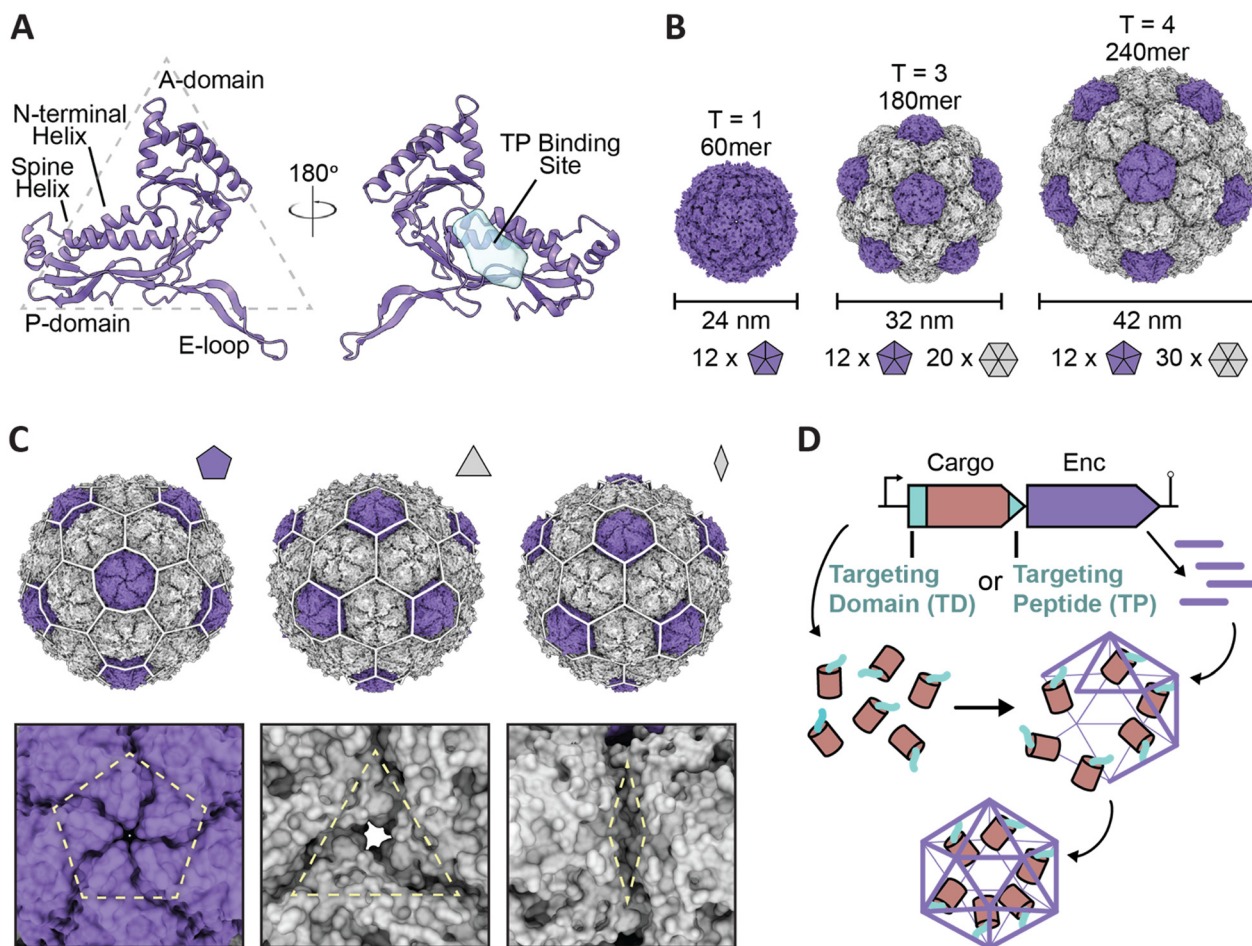 A
A-domain
N-terminal
Helix
Spine
Helix
P-domain
E-loop
180°
TP Binding
Site
B
T = 1
60mer
T = 3
180mer
T = 4
240mer
24 nm
32 nm
42 nm
12 x
12 x
20 x
12 x
30 x
C
D
Cargo
Enc
Targeting
Domain (TD)
or
Targeting
Peptide (TP)